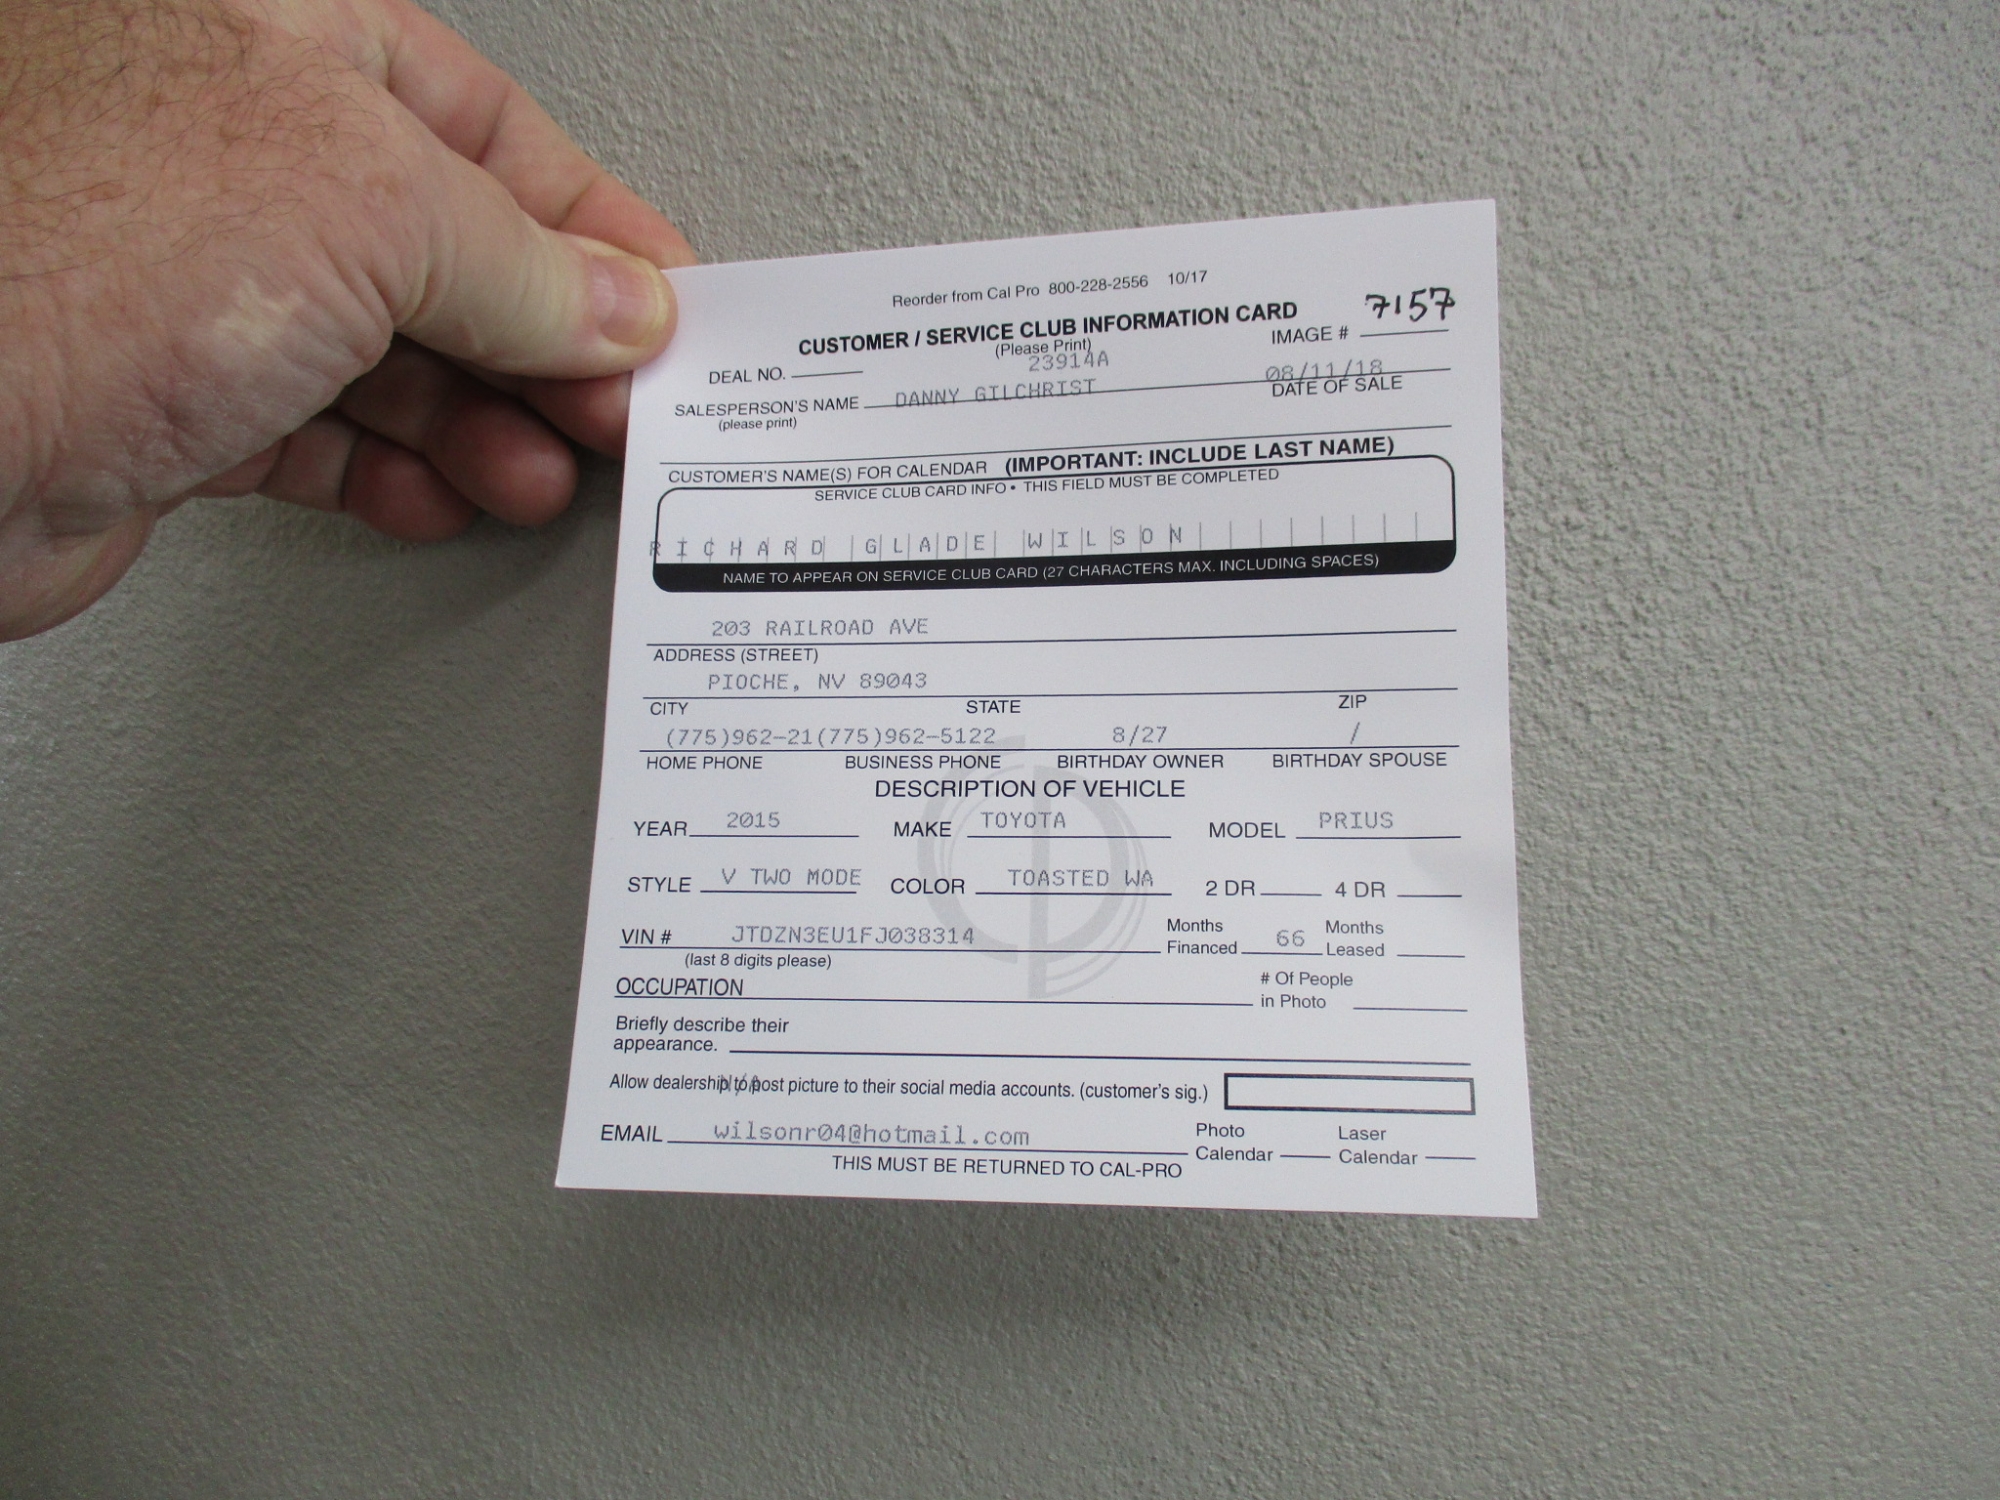 Reorder from Cal Pro 800-228-2556 10/17
7157
CUSTOMER / SERVICE CLUB INFORMATION CARD
(Please Print)
IMAGE #
23914A
DEAL NO.
08/11/18
SALESPERSON'S NAME DANNY GILCHRIST DATE OF SALE
(please print)
CUSTOMER'S NAME(S) FOR CALENDAR (IMPORTANT: INCLUDE LAST NAME)
SERVICE CLUB CARD INFO • THIS FIELD MUST BE COMPLETED
RICHARD GLADE WILSON
NAME TO APPEAR ON SERVICE CLUB CARD (27 CHARACTERS MAX. INCLUDING SPACES)
203 RAILROAD AVE
ADDRESS (STREET)
PIOCHE, NV 89043
CITY STATE ZIP
(775)962-21(775)962-5122 8/27 /
HOME PHONE BUSINESS PHONE BIRTHDAY OWNER BIRTHDAY SPOUSE
DESCRIPTION OF VEHICLE
YEAR 2015 MAKE TOYOTA MODEL PRIUS
STYLE V TWO MODE COLOR TOASTED WA 2 DR 4 DR
VIN # JTDZN3EU1FJ038314 Months Financed 66 Months Leased
(last 8 digits please)
OCCUPATION # Of People in Photo
Briefly describe their
appearance.
N/A
Allow dealership to post picture to their social media accounts. (customer's sig.)
EMAIL wilsonr04@hotmail.com Photo Calendar Laser Calendar
THIS MUST BE RETURNED TO CAL-PRO